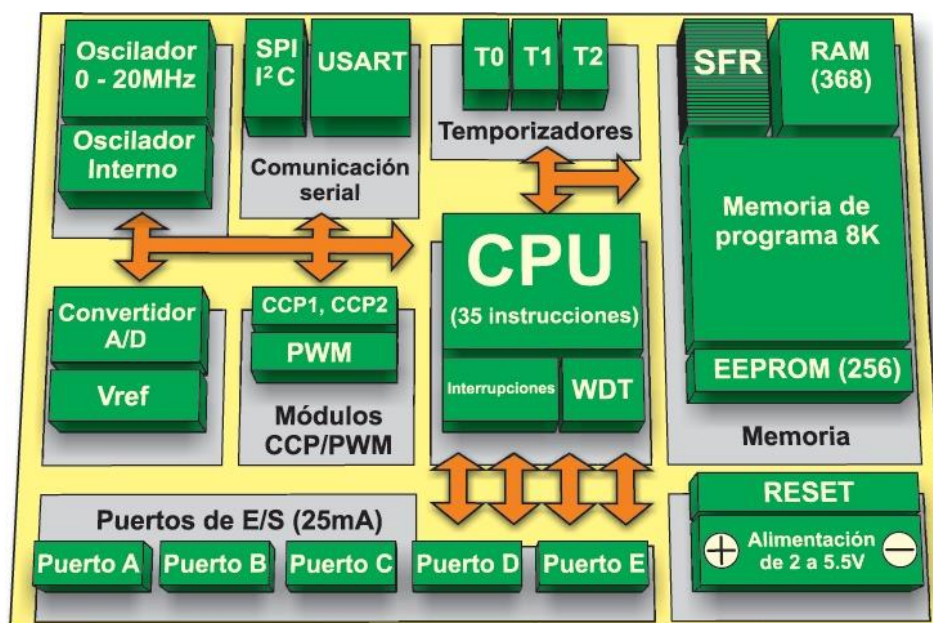 Oscilador
0 - 20MHz
Oscilador
Interno
SPI
I²C
USART
Comunicación
serial
T0
T1
T2
Temporizadores
SFR
RAM
(368)
Memoria de
programa 8K
EEPROM (256)
Memoria
CPU
(35 instrucciones)
Interrupciones
WDT
Convertidor
A/D
Vref
CCP1, CCP2
PWM
Módulos
CCP/PWM
Puertos de E/S (25mA)
Puerto A
Puerto B
Puerto C
Puerto D
Puerto E
RESET
+
Alimentación
de 2 a 5.5V
−